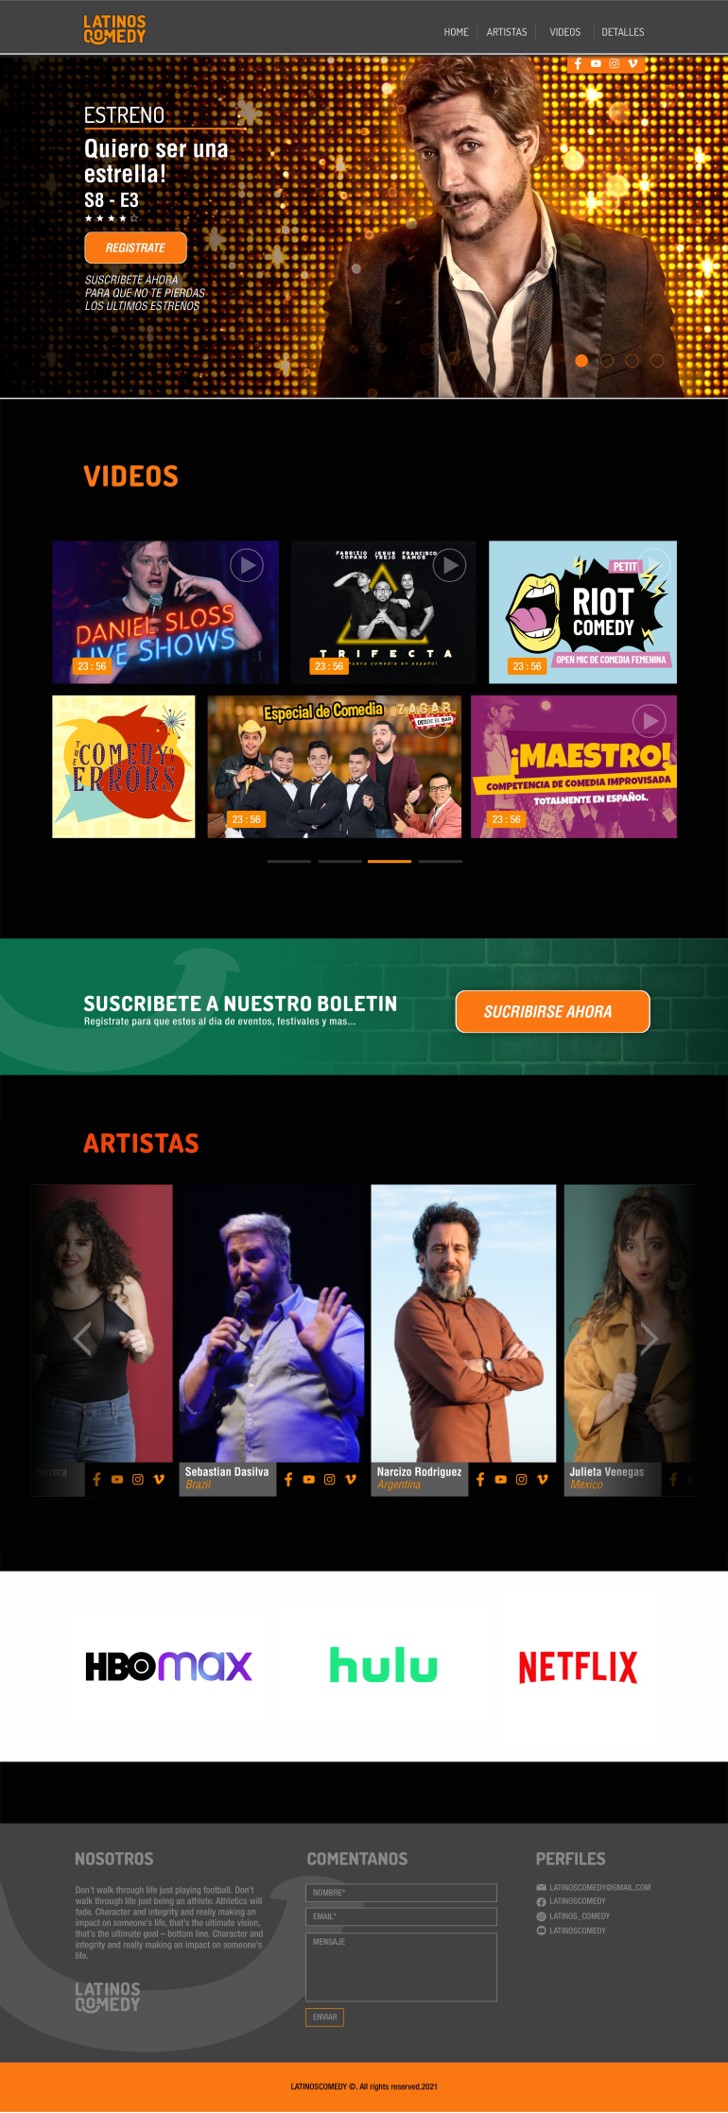 LATINOS
COMEDY
HOME
ARTISTAS
VIDEOS
DETALLES
ESTRENO
Quiero ser una
estrella!
S8 - E3
REGISTRATE
SUSCRIBETE AHORA
PARA QUE NO TE PIERDAS
LOS ULTIMOS ESTRENOS
VIDEOS
DANIEL SLOSS
LIVE SHOWS
23 : 56
FABRIZIO COPANO
JESUS TREJO
FRANCISCO RAMOS
TRIFECTA
nueva comedia en español
23 : 56
PETIT
RIOT
COMEDY
OPEN MIC DE COMEDIA FEMENINA
23 : 56
THE
COMEDY OF
ERRORS
Especial de Comedia
ZAGAR
DESDE EL BAR
23 : 56
¡MAESTRO!
COMPETENCIA DE COMEDIA IMPROVISADA
TOTALMENTE EN ESPAÑOL.
23 : 56
SUSCRIBETE A NUESTRO BOLETIN
Registrate para que estes al dia de eventos, festivales y mas...
SUCRIBIRSE AHORA
ARTISTAS
Sebastian Dasilva
Brazil
Narcizo Rodriguez
Argentina
Julieta Venegas
Mexico
HBOmax
hulu
NETFLIX
NOSOTROS
Don't walk through life just playing football. Don't
walk through life just being an athlete. Athletics will
fade. Character and integrity and really making an
impact on someone's life, that's the ultimate vision,
that's the ultimate goal – bottom line. Character and
integrity and really making an impact on someone's
life.
LATINOS
COMEDY
COMENTANOS
NOMBRE*
EMAIL*
MENSAJE
ENVIAR
PERFILES
LATINOSCOMEDY@GMAIL.COM
LATINOSCOMEDY
LATINOS_COMEDY
LATINOSCOMEDY
LATINOSCOMEDY ©. All rights reserved.2021